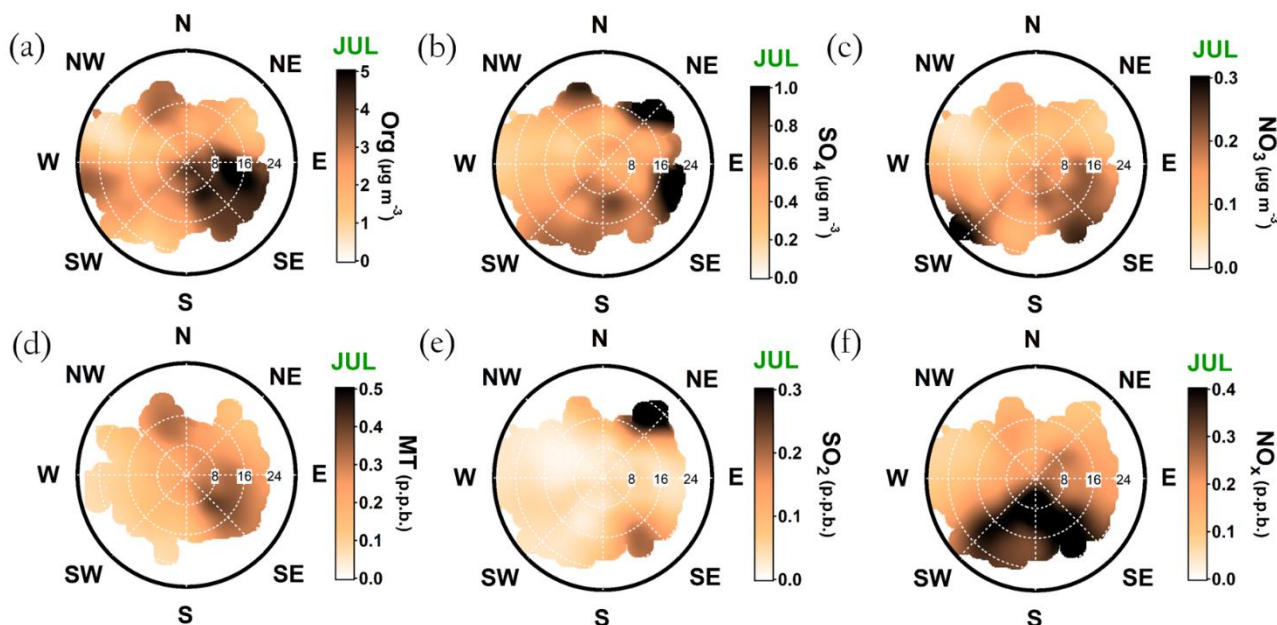 (a)
N
NW
NE
W
E
SW
SE
S
8
16
24
JUL
5
4
3
2
1
0
Org (µg m⁻³)
(b)
N
NW
NE
W
E
SW
SE
S
8
16
24
JUL
1.0
0.8
0.6
0.4
0.2
0.0
SO₄ (µg m⁻³)
(c)
N
NW
NE
W
E
SW
SE
S
8
16
24
JUL
0.3
0.2
0.1
0.0
NO₃ (µg m⁻³)
(d)
N
NW
NE
W
E
SW
SE
S
8
16
24
JUL
0.5
0.4
0.3
0.2
0.1
0.0
MT (p.p.b.)
(e)
N
NW
NE
W
E
SW
SE
S
8
16
24
JUL
0.3
0.2
0.1
0.0
SO₂ (p.p.b.)
(f)
N
NW
NE
W
E
SW
SE
S
8
16
24
JUL
0.4
0.3
0.2
0.1
0.0
NOₓ (p.p.b.)